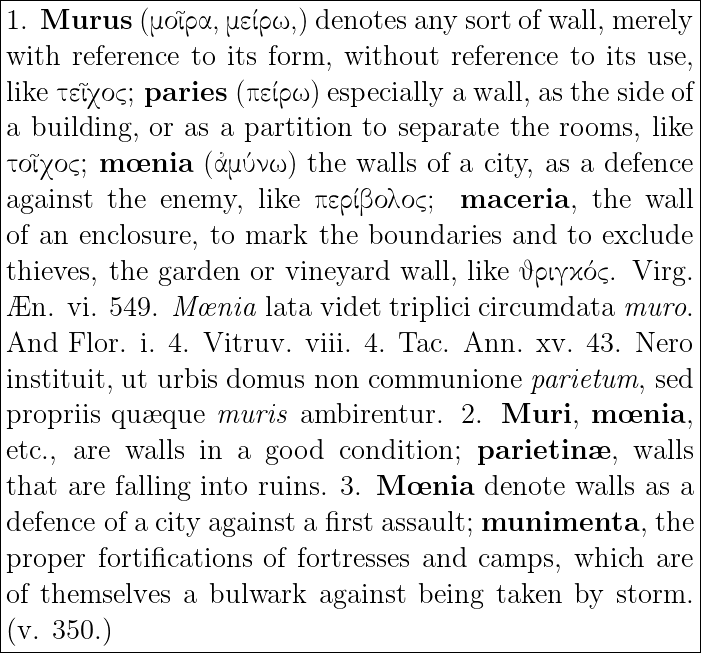 1. Murus (μοῖρα, μείρω,) denotes any sort of wall, merely
with reference to its form, without reference to its use,
like τεῖχος; paries (πείρω) especially a wall, as the side of
a building, or as a partition to separate the rooms, like
τοῖχος; mœnia (ἀμύνω) the walls of a city, as a defence
against the enemy, like περίβολος; maceria, the wall
of an enclosure, to mark the boundaries and to exclude
thieves, the garden or vineyard wall, like ϑριγκός. Virg.
Æn. vi. 549. Mœnia lata videt triplici circumdata muro.
And Flor. i. 4. Vitruv. viii. 4. Tac. Ann. xv. 43. Nero
instituit, ut urbis domus non communione parietum, sed
propriis quæque muris ambirentur. 2. Muri, mœnia,
etc., are walls in a good condition; parietinæ, walls
that are falling into ruins. 3. Mœnia denote walls as a
defence of a city against a first assault; munimenta, the
proper fortifications of fortresses and camps, which are
of themselves a bulwark against being taken by storm.
(v. 350.)